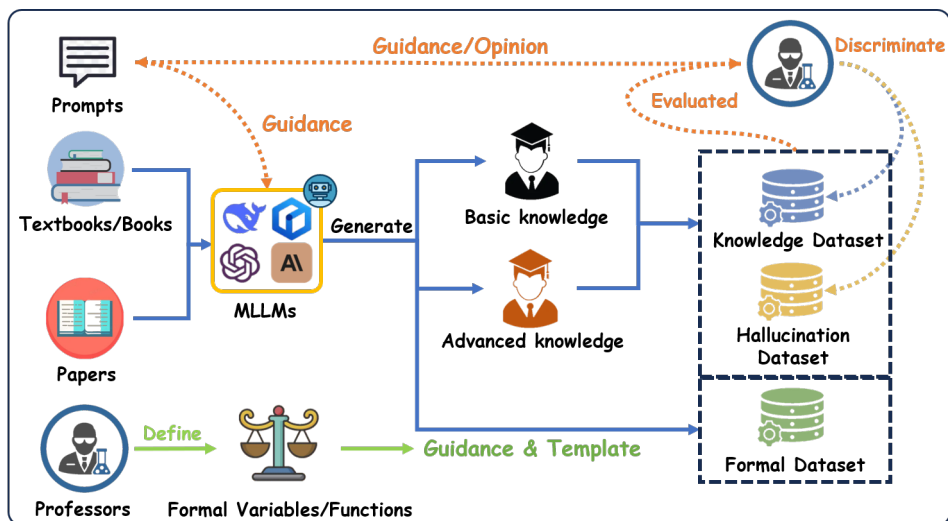 Guidance/Opinion
Discriminate
Prompts
Evaluated
Guidance
Textbooks/Books
Generate
Basic knowledge
Knowledge Dataset
A\
MLLMs
Advanced knowledge
Hallucination
Dataset
Papers
Define
Guidance & Template
Formal Dataset
Professors
Formal Variables/Functions